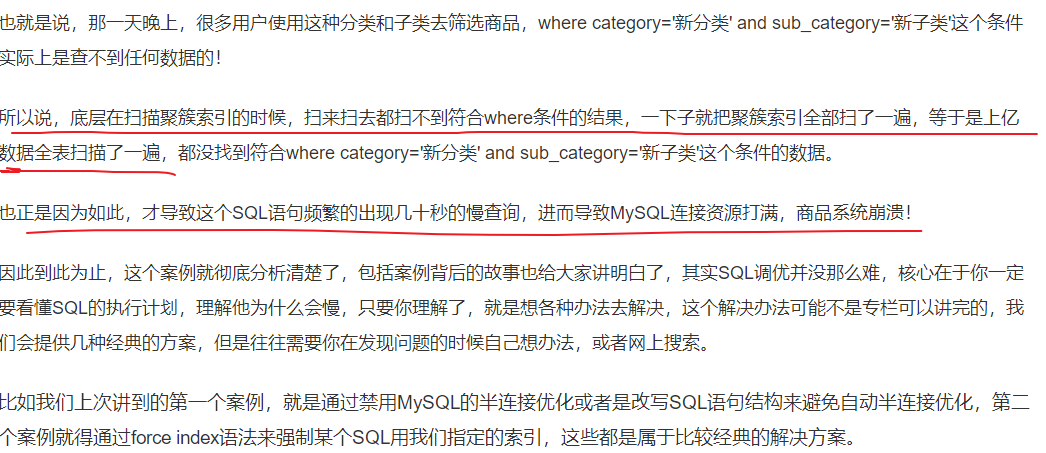 也就是说，那一天晚上，很多用户使用这种分类和子类去筛选商品，where category='新分类' and sub_category='新子类'这个条件
实际上是查不到任何数据的！
所以说，底层在扫描聚簇索引的时候，扫来扫去都扫不到符合where条件的结果，一下子就把聚簇索引全部扫了一遍，等于是上亿
数据全表扫描了一遍，都没找到符合where category='新分类' and sub_category='新子类'这个条件的数据。
也正是因为如此，才导致这个SQL语句频繁的出现几十秒的慢查询，进而导致MySQL连接资源打满，商品系统崩溃！
因此到此为止，这个案例就彻底分析清楚了，包括案例背后的故事也给大家讲明白了，其实SQL调优并没那么难，核心在于你一定
要看懂SQL的执行计划，理解他为什么会慢，只要你理解了，就是想各种办法去解决，这个解决办法可能不是专栏可以讲完的，我
们会提供几种经典的方案，但是往往需要你在发现问题的时候自己想办法，或者网上搜索。
比如我们上次讲到的第一个案例，就是通过禁用MySQL的半连接优化或者是改写SQL语句结构来避免自动半连接优化，第二
个案例就得通过force index语法来强制某个SQL用我们指定的索引，这些都是属于比较经典的解决方案。